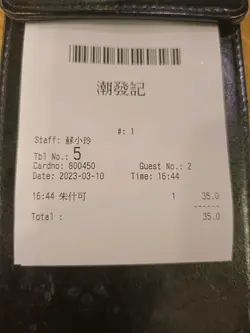 潮發記
#: 1
Staff: 蘇小玲
Tbl No.: 5
Cardno: 600450 Guest No.: 2
Date: 2023-03-10 Time: 16:44
16:44 朱什可 1 35.0
Total : 35.0